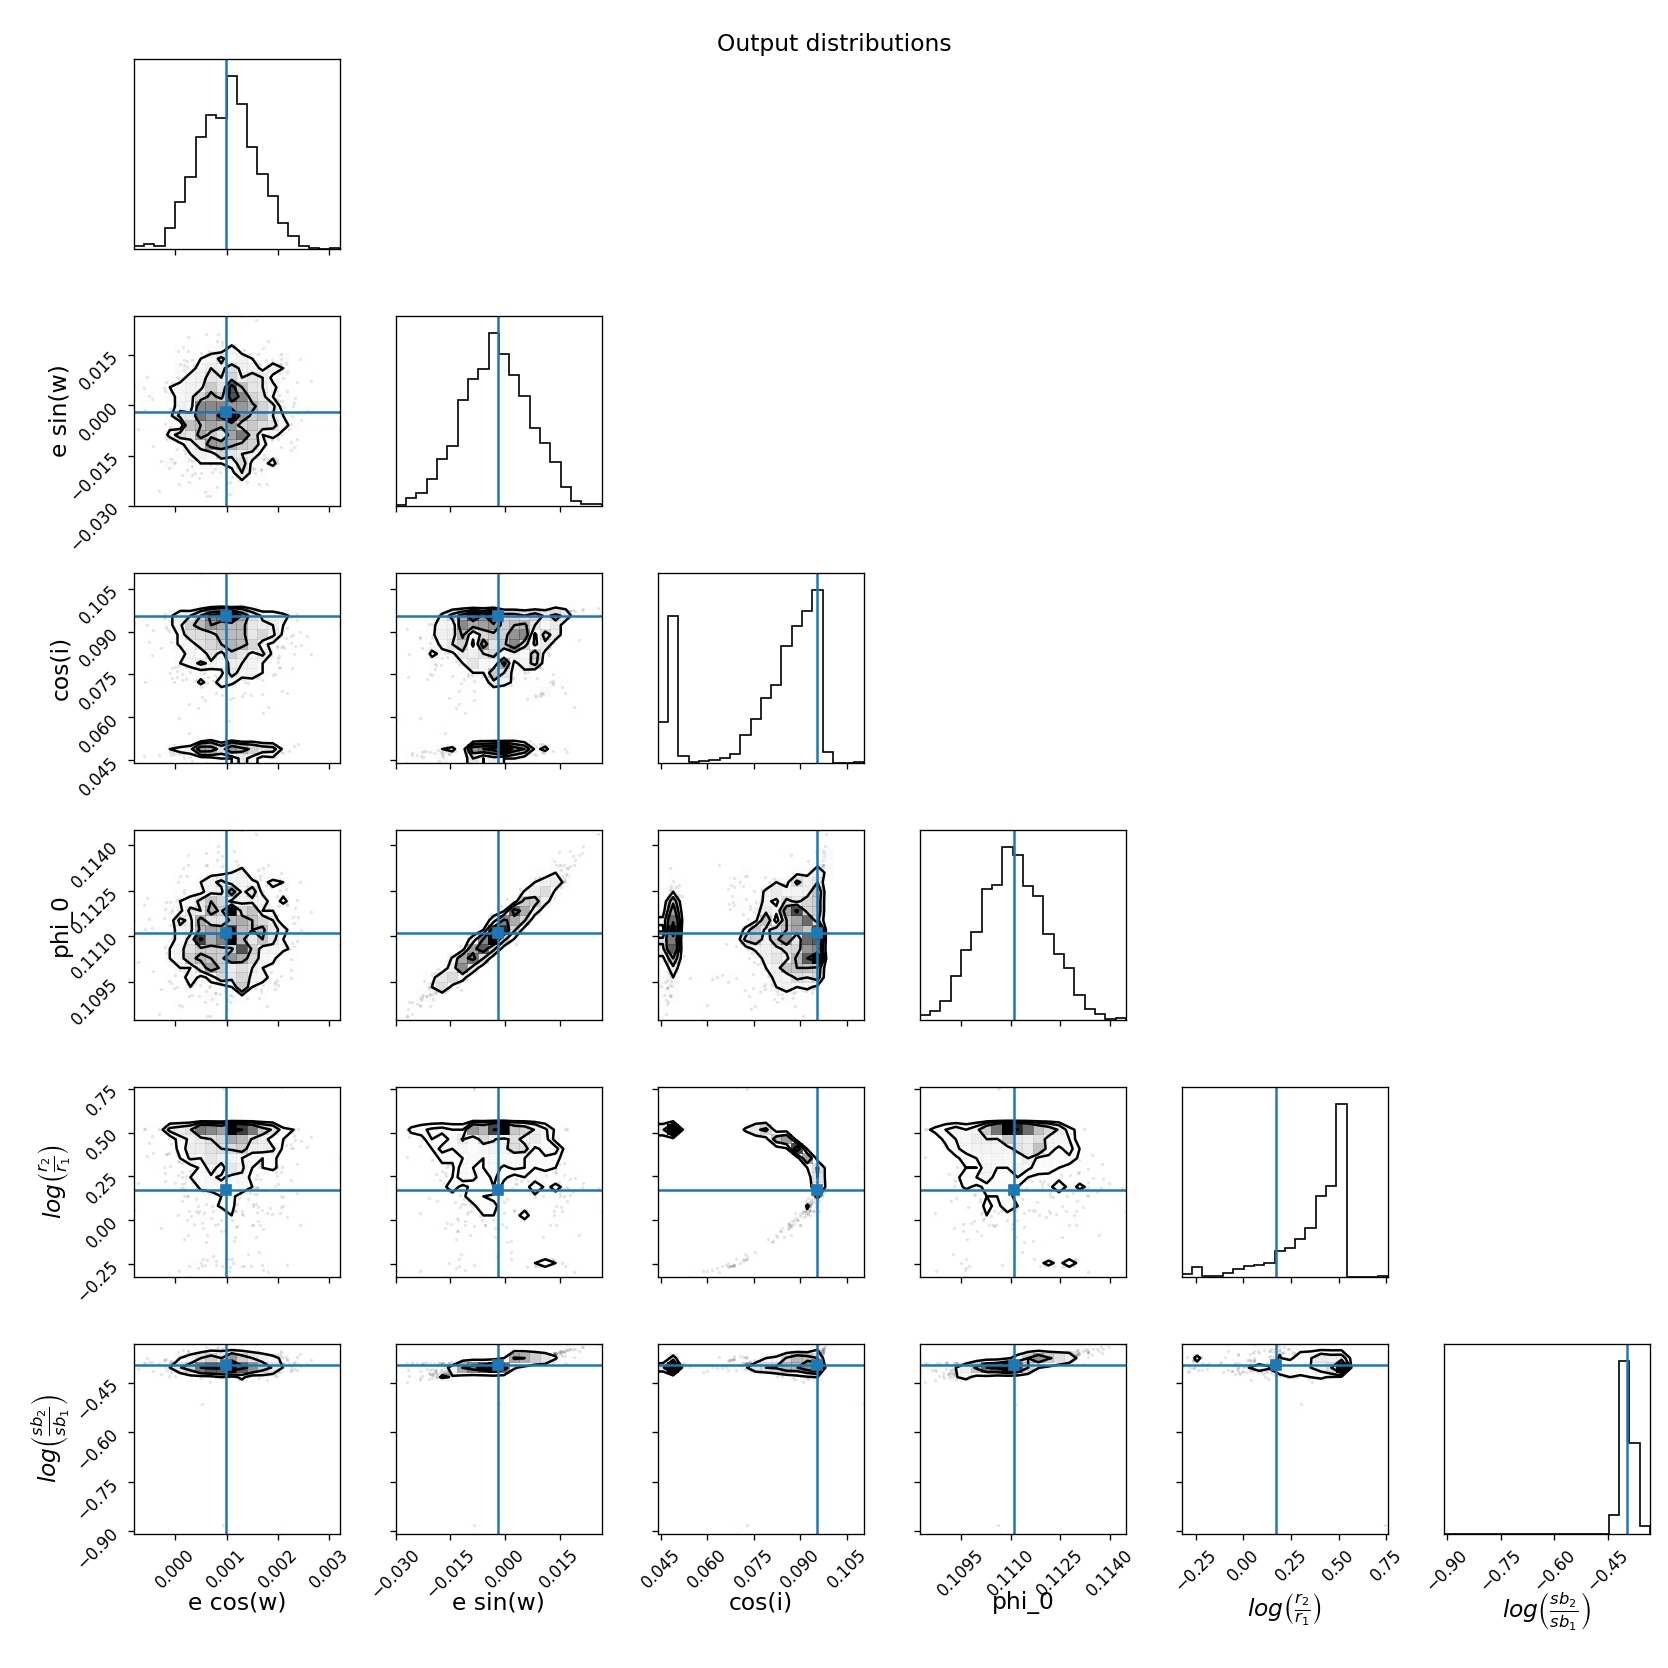 Output distributions
e sin(w)
0.015
0.000
−0.015
−0.030
cos(i)
0.105
0.090
0.075
0.060
0.045
phi_0
0.1140
0.1125
0.1110
0.1095
log(r₂/r₁)
0.75
0.50
0.25
0.00
−0.25
log(sb₂/sb₁)
−0.45
−0.60
−0.75
−0.90
0.000 0.001 0.002 0.003
−0.030 −0.015 0.000 0.015
0.045 0.060 0.075 0.090 0.105
0.1095 0.1110 0.1125 0.1140
−0.25 0.00 0.25 0.50 0.75
−0.90 −0.75 −0.60 −0.45
e cos(w) e sin(w) cos(i) phi_0 log(r₂/r₁) log(sb₂/sb₁)